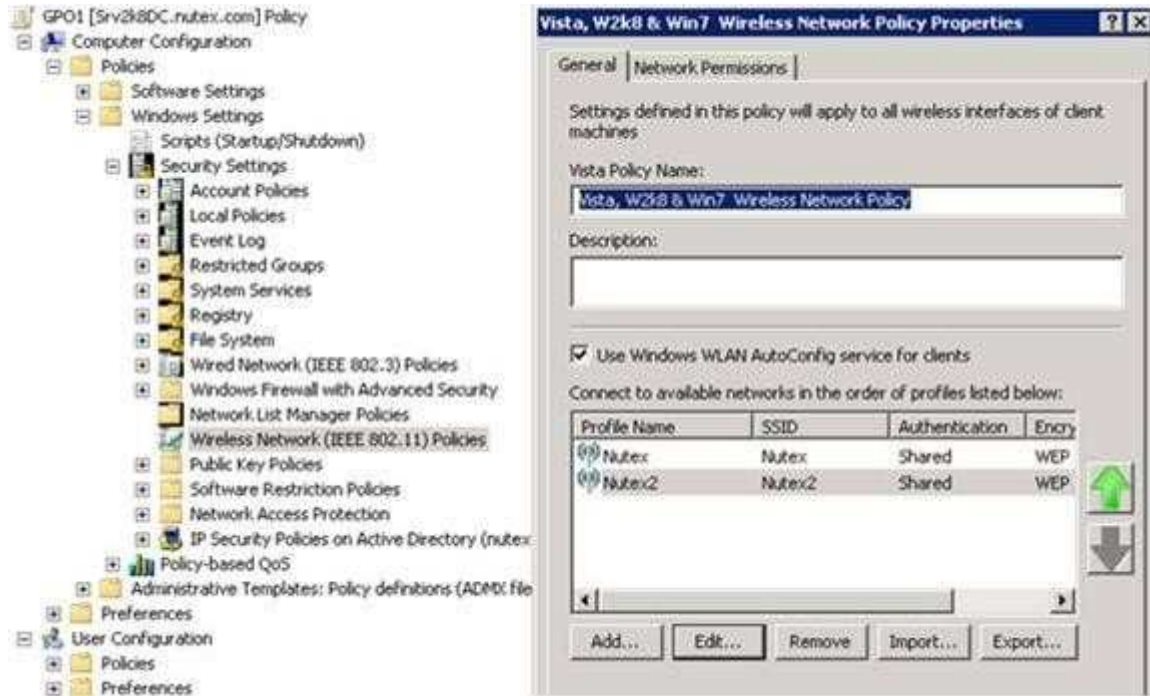 GPO1 [Srv2k8DC.nutex.com] Policy
Computer Configuration
Policies
Software Settings
Windows Settings
Scripts (Startup/Shutdown)
Security Settings
Account Policies
Local Policies
Event Log
Restricted Groups
System Services
Registry
File System
Wired Network (IEEE 802.3) Policies
Windows Firewall with Advanced Security
Network List Manager Policies
Wireless Network (IEEE 802.11) Policies
Public Key Policies
Software Restriction Policies
Network Access Protection
IP Security Policies on Active Directory (nutex
Policy-based QoS
Administrative Templates: Policy definitions (ADMX file
Preferences
User Configuration
Policies
Preferences
Vista, W2k8 & Win7 Wireless Network Policy Properties
General Network Permissions
Settings defined in this policy will apply to all wireless interfaces of client
machines
Vista Policy Name:
Vista, W2k8 & Win7 Wireless Network Policy
Description:
Use Windows WLAN AutoConfig service for clients
Connect to available networks in the order of profiles listed below:
Profile Name SSID Authentication Encry
Nutex Nutex Shared WEP
Nutex2 Nutex2 Shared WEP
Add... Edit... Remove Import... Export...